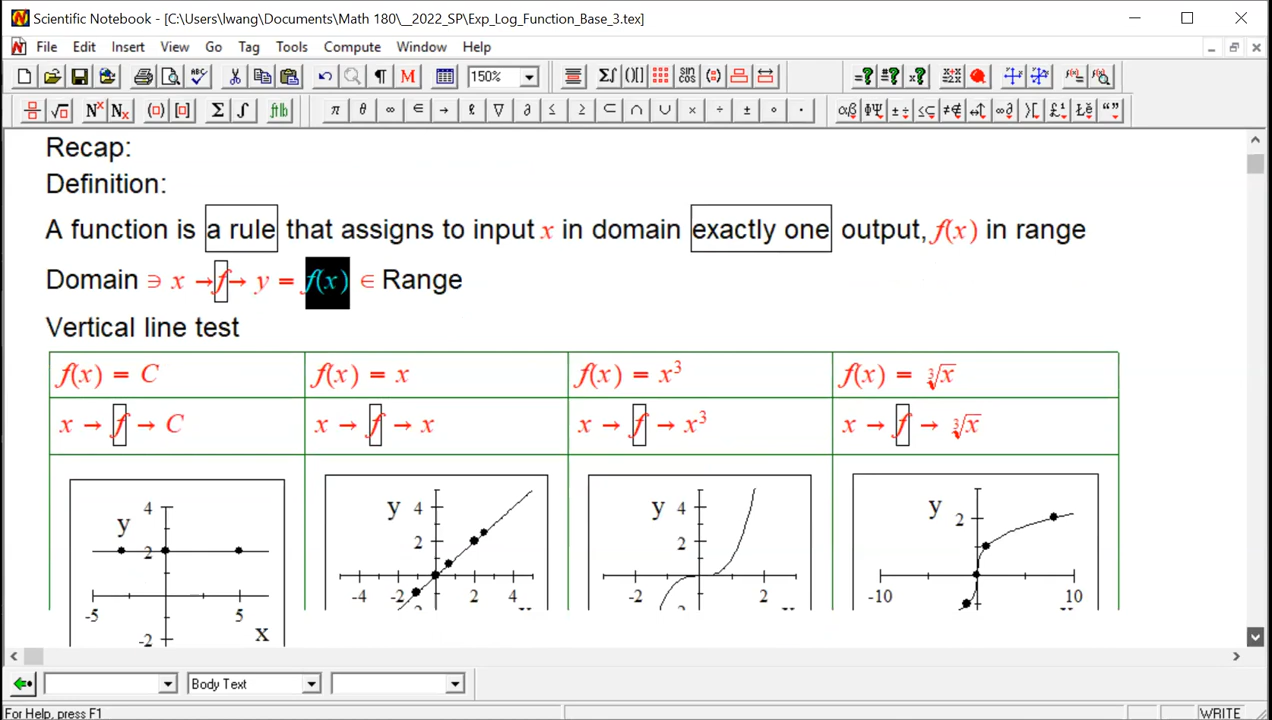 Scientific Notebook - [C:\Users\lwang\Documents\Math 180\__2022_SP\Exp_Log_Function_Base_3.tex]
File Edit Insert View Go Tag Tools Compute Window Help
150%
π θ ∞ ∈ → ℓ ∇ ∂ ≤ ≥ ⊂ ∩ ∪ × ÷ ± ∘ ·
Recap:
Definition:
A function is a rule that assigns to input x in domain exactly one output, f(x) in range
Domain ∋ x → f → y = f(x) ∈ Range
Vertical line test
f(x) = C f(x) = x f(x) = x³ f(x) = ∛x
x → f → C x → f → x x → f → x³ x → f → ∛x
y 4 2 -5 5 -2 x
y 4 2 -4 -2 2 4
y 4 2 -2 2
y 2 -10 10
Body Text
For Help, press F1 WRITE